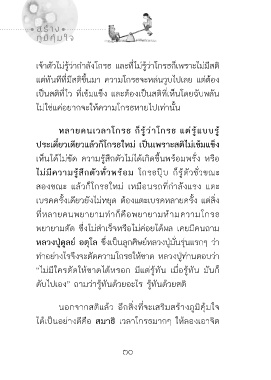 สร้าง
ภูมิคุ้มใจ
เจ้าตัวไม่รู้ว่ากำลังโกรธ และที่ไม่รู้ว่าโกรธก็เพราะไม่มีสติ
แต่ทันทีที่มีสติขึ้นมา ความโกรธจะหล่นวูบไปเลย แต่ต้อง
เป็นสติที่ไว ที่เข้มแข็ง และต้องเป็นสติที่เห็นโดยฉับพลัน
ไม่ใช่แค่อยากจะให้ความโกรธหายไปเท่านั้น
หลายคนเวลาโกรธ ก็รู้ว่าโกรธ แต่รู้แบบรู้
ประเดี๋ยวเดียวแล้วก็โกรธใหม่ เป็นเพราะสติไม่เข้มแข็ง
เห็นได้ไม่ชัด ความรู้สึกตัวไม่ได้เกิดขึ้นพร้อมพรั่ง หรือ
ไม่มีความรู้สึกตัวทั่วพร้อม โกรธปุ๊บ ก็รู้ตัวชั่วขณะ
สองขณะ แล้วก็โกรธใหม่ เหมือนรถที่กำลังแรง แตะ
เบรคครั้งเดียวยังไม่หยุด ต้องแตะเบรคหลายครั้ง แต่สิ่ง
ที่หลายคนพยายามทำก็คือพยายามห้ามความโกรธ
พยายามตัด ซึ่งไม่สำเร็จหรือไม่ค่อยได้ผล เคยมีคนถาม
หลวงปู่ดูลย์ อตุโล ซึ่งเป็นลูกศิษย์หลวงปู่มั่นรุ่นแรกๆ ว่า
ทำอย่างไรจึงจะตัดความโกรธให้ขาด หลวงปู่ท่านตอบว่า
“ไม่มีใครตัดให้ขาดได้หรอก มีแต่รู้ทัน เมื่อรู้ทัน มันก็
ดับไปเอง” ถามว่ารู้ทันด้วยอะไร รู้ทันด้วยสติ
นอกจากสติแล้ว อีกสิ่งที่จะเสริมสร้างภูมิคุ้มใจ
ได้เป็นอย่างดีคือ สมาธิ เวลาโกรธมากๆ ให้ลองเอาจิต
๓๐